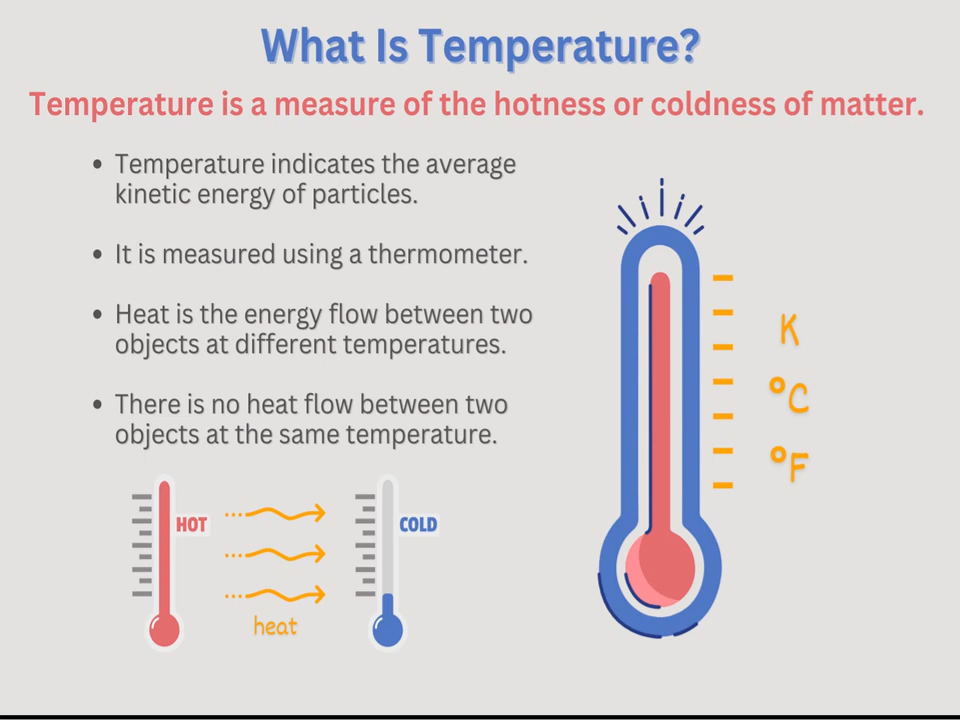 What Is Temperature?
Temperature is a measure of the hotness or coldness of matter.
• Temperature indicates the average
kinetic energy of particles.
• It is measured using a thermometer.
• Heat is the energy flow between two
objects at different temperatures.
• There is no heat flow between two
objects at the same temperature.
K
°C
°F
HOT
COLD
heat